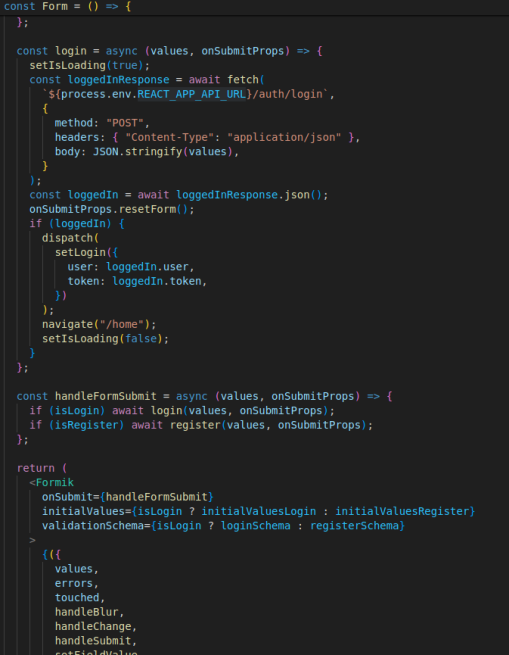 const Form = () => {
  };

  const login = async (values, onSubmitProps) => {
    setIsLoading(true);
    const loggedInResponse = await fetch(
      `${process.env.REACT_APP_API_URL}/auth/login`,
      {
        method: "POST",
        headers: { "Content-Type": "application/json" },
        body: JSON.stringify(values),
      }
    );
    const loggedIn = await loggedInResponse.json();
    onSubmitProps.resetForm();
    if (loggedIn) {
      dispatch(
        setLogin({
          user: loggedIn.user,
          token: loggedIn.token,
        })
      );
      navigate("/home");
      setIsLoading(false);
    }
  };

  const handleFormSubmit = async (values, onSubmitProps) => {
    if (isLogin) await login(values, onSubmitProps);
    if (isRegister) await register(values, onSubmitProps);
  };

  return (
    <Formik
      onSubmit={handleFormSubmit}
      initialValues={isLogin ? initialValuesLogin : initialValuesRegister}
      validationSchema={isLogin ? loginSchema : registerSchema}
    >
      {({
        values,
        errors,
        touched,
        handleBlur,
        handleChange,
        handleSubmit,
        setFieldValue